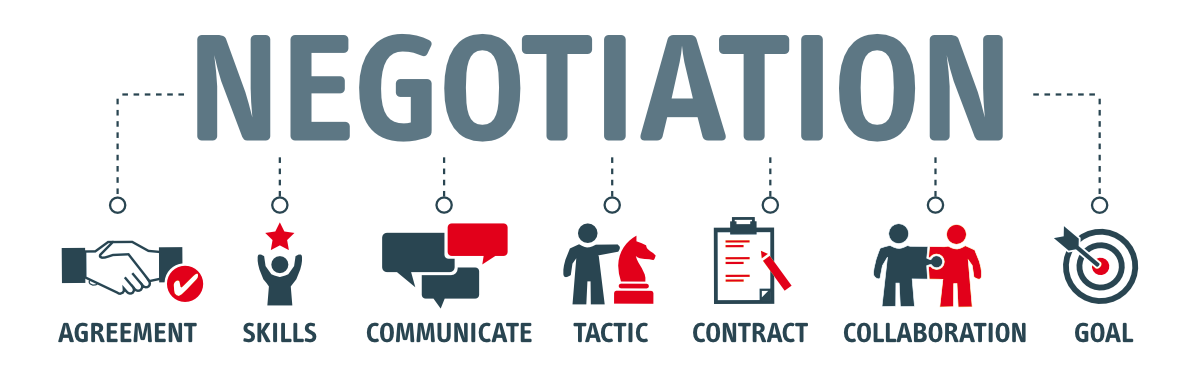 NEGOTIATION
AGREEMENT SKILLS COMMUNICATE TACTIC CONTRACT COLLABORATION GOAL